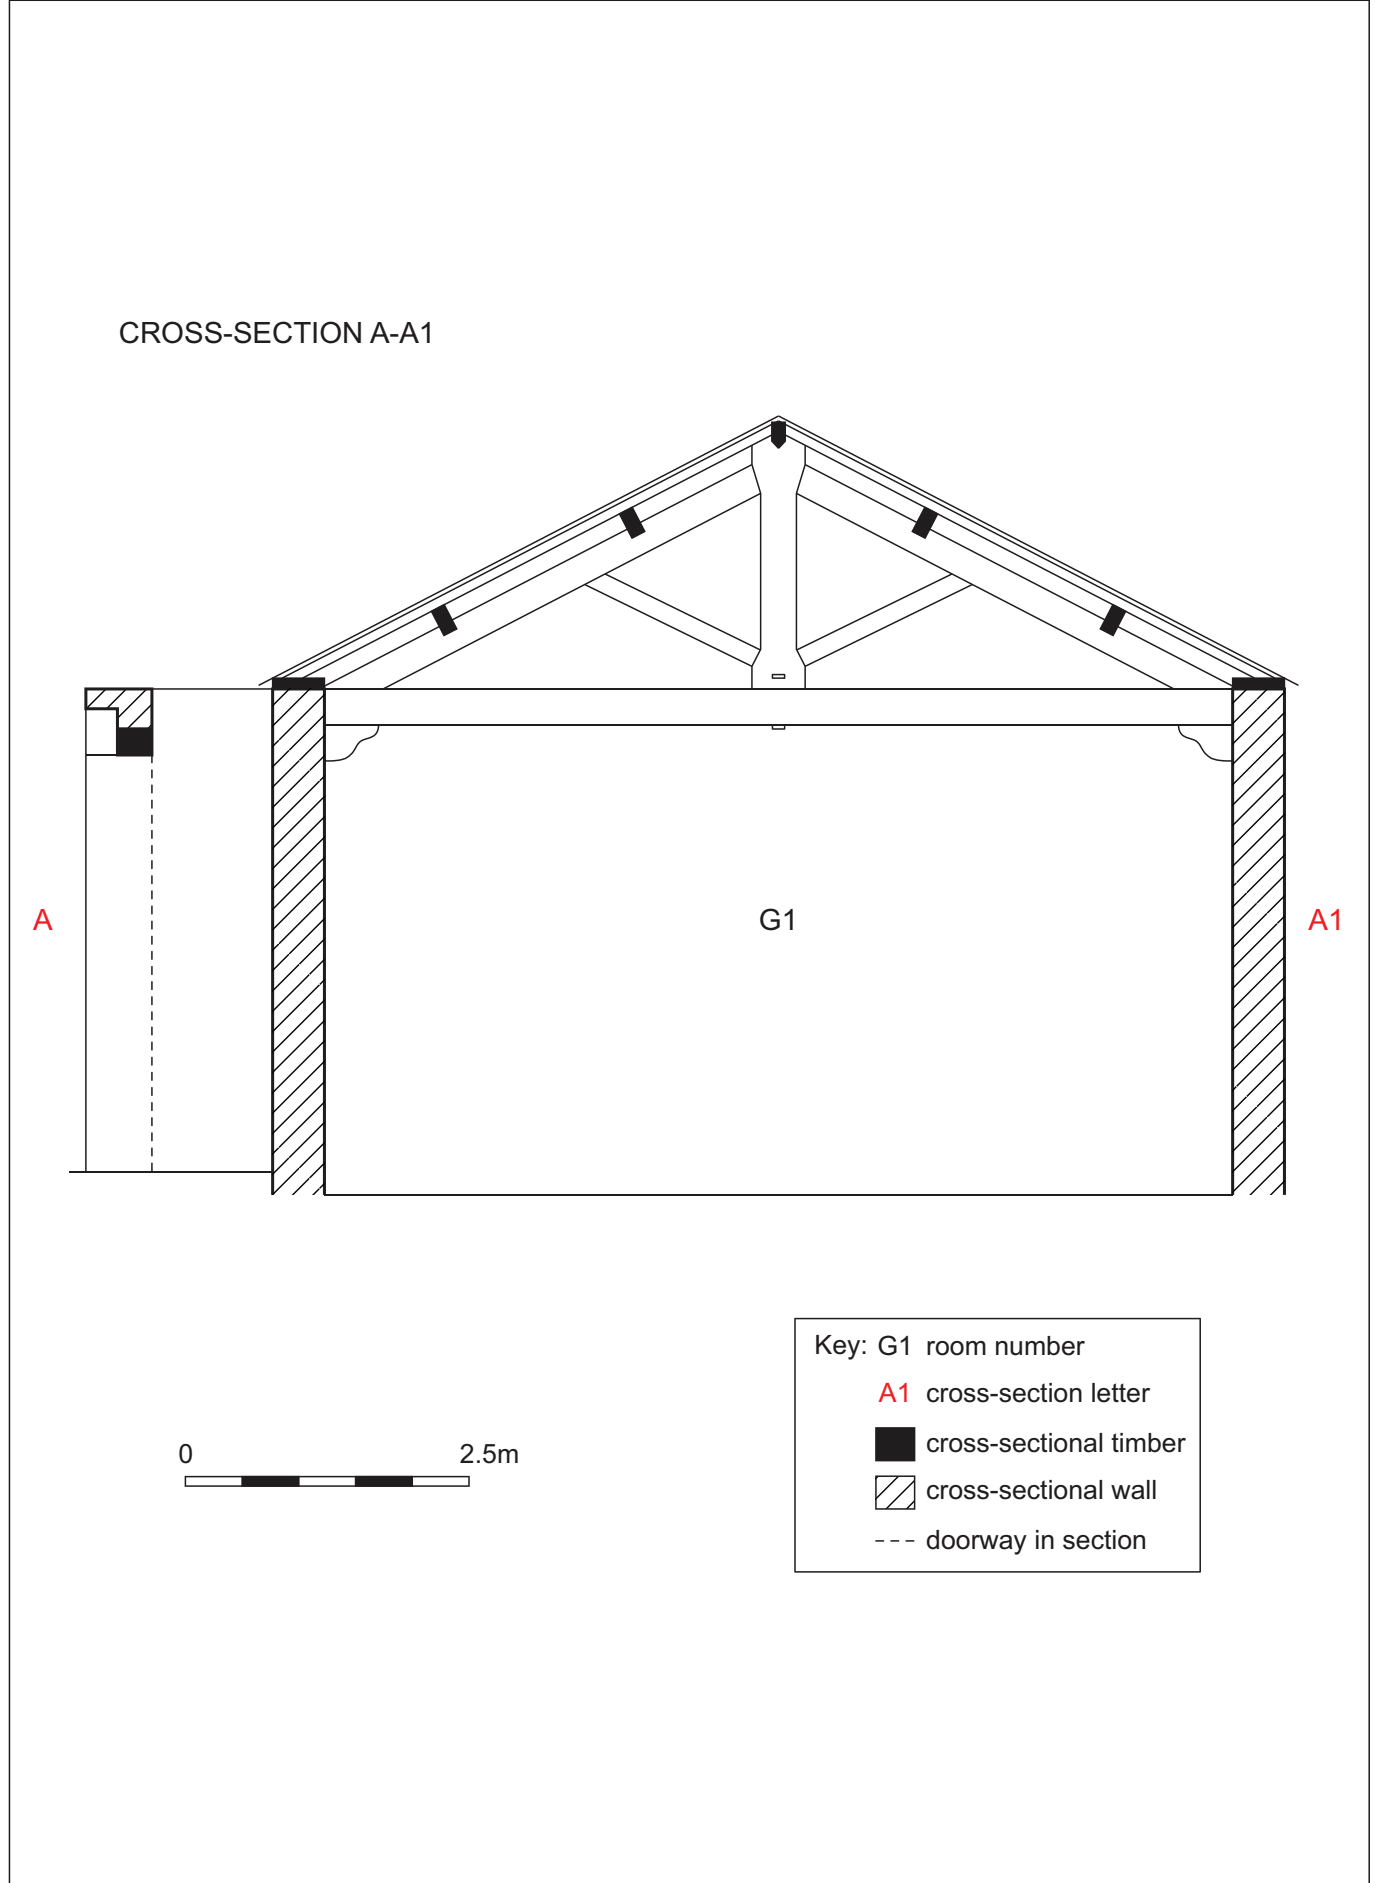 CROSS-SECTION A-A1
A
G1
A1
Key: G1 room number
A1 cross-section letter
cross-sectional timber
cross-sectional wall
doorway in section
0 2.5m